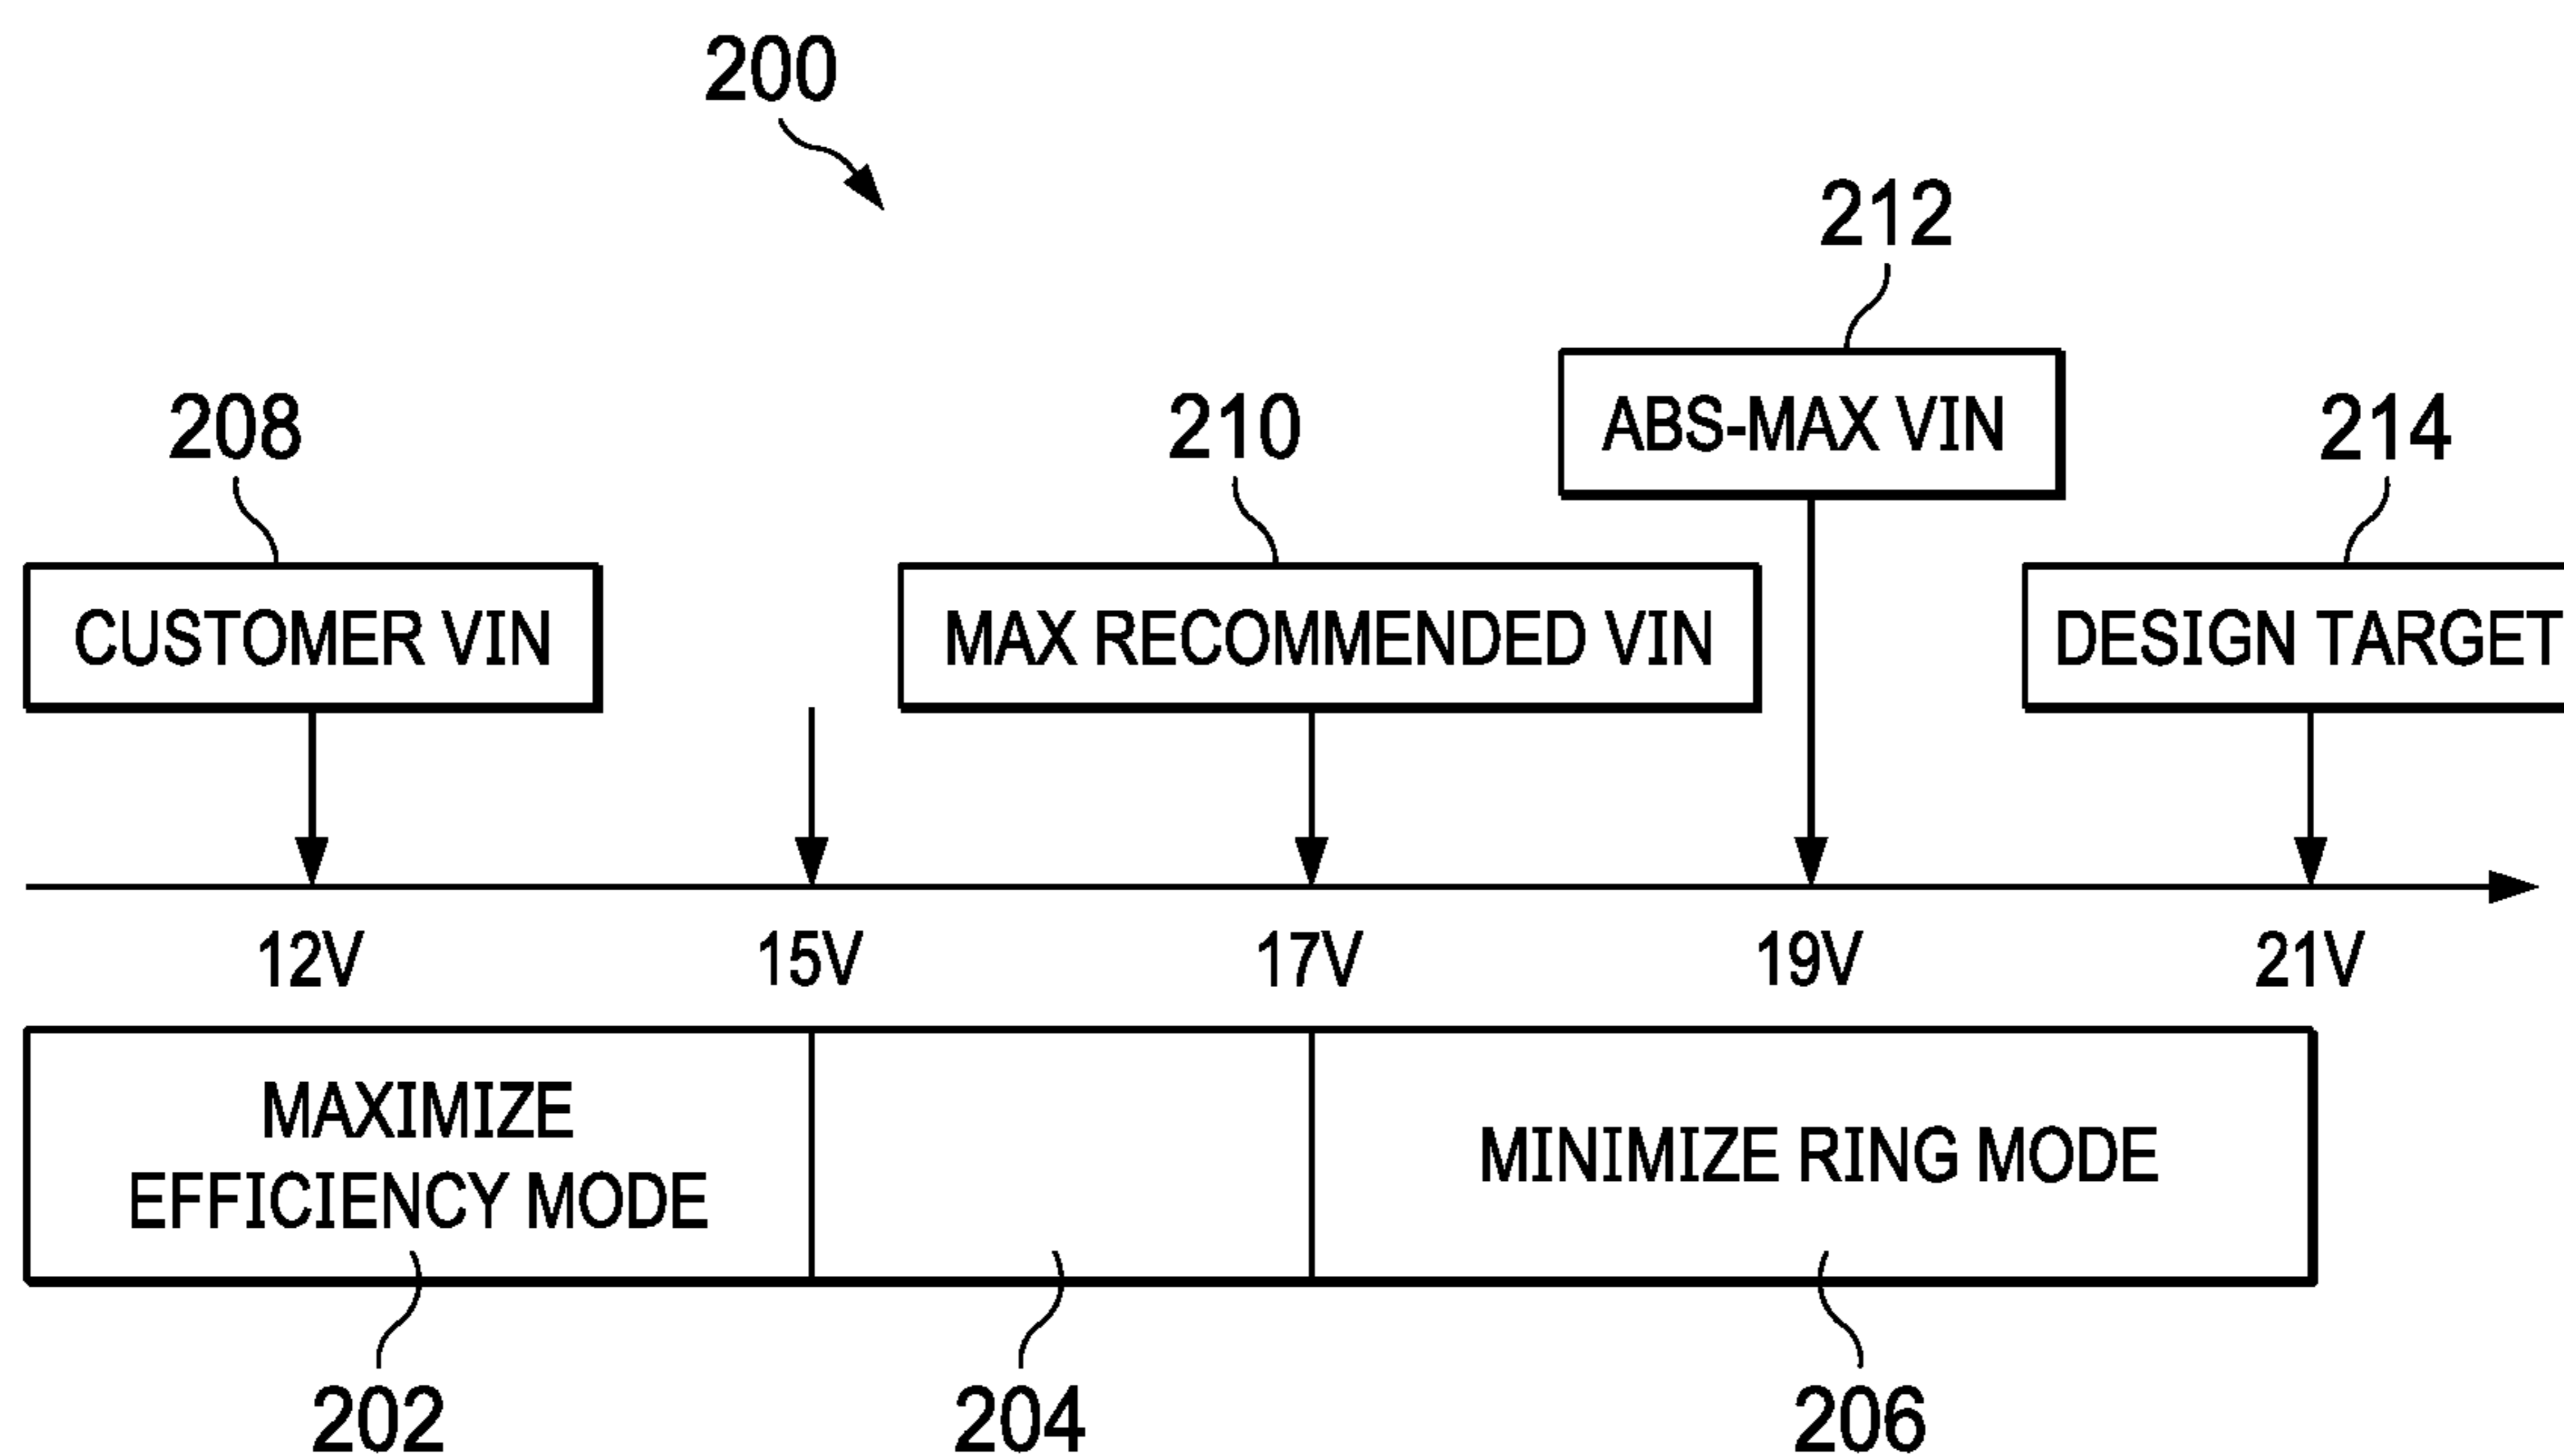 200
212
ABS-MAX VIN
208
210
214
CUSTOMER VIN
MAX RECOMMENDED VIN
DESIGN TARGET
12V
15V
17V
19V
21V
MAXIMIZE
EFFICIENCY MODE
MINIMIZE RING MODE
202
204
206